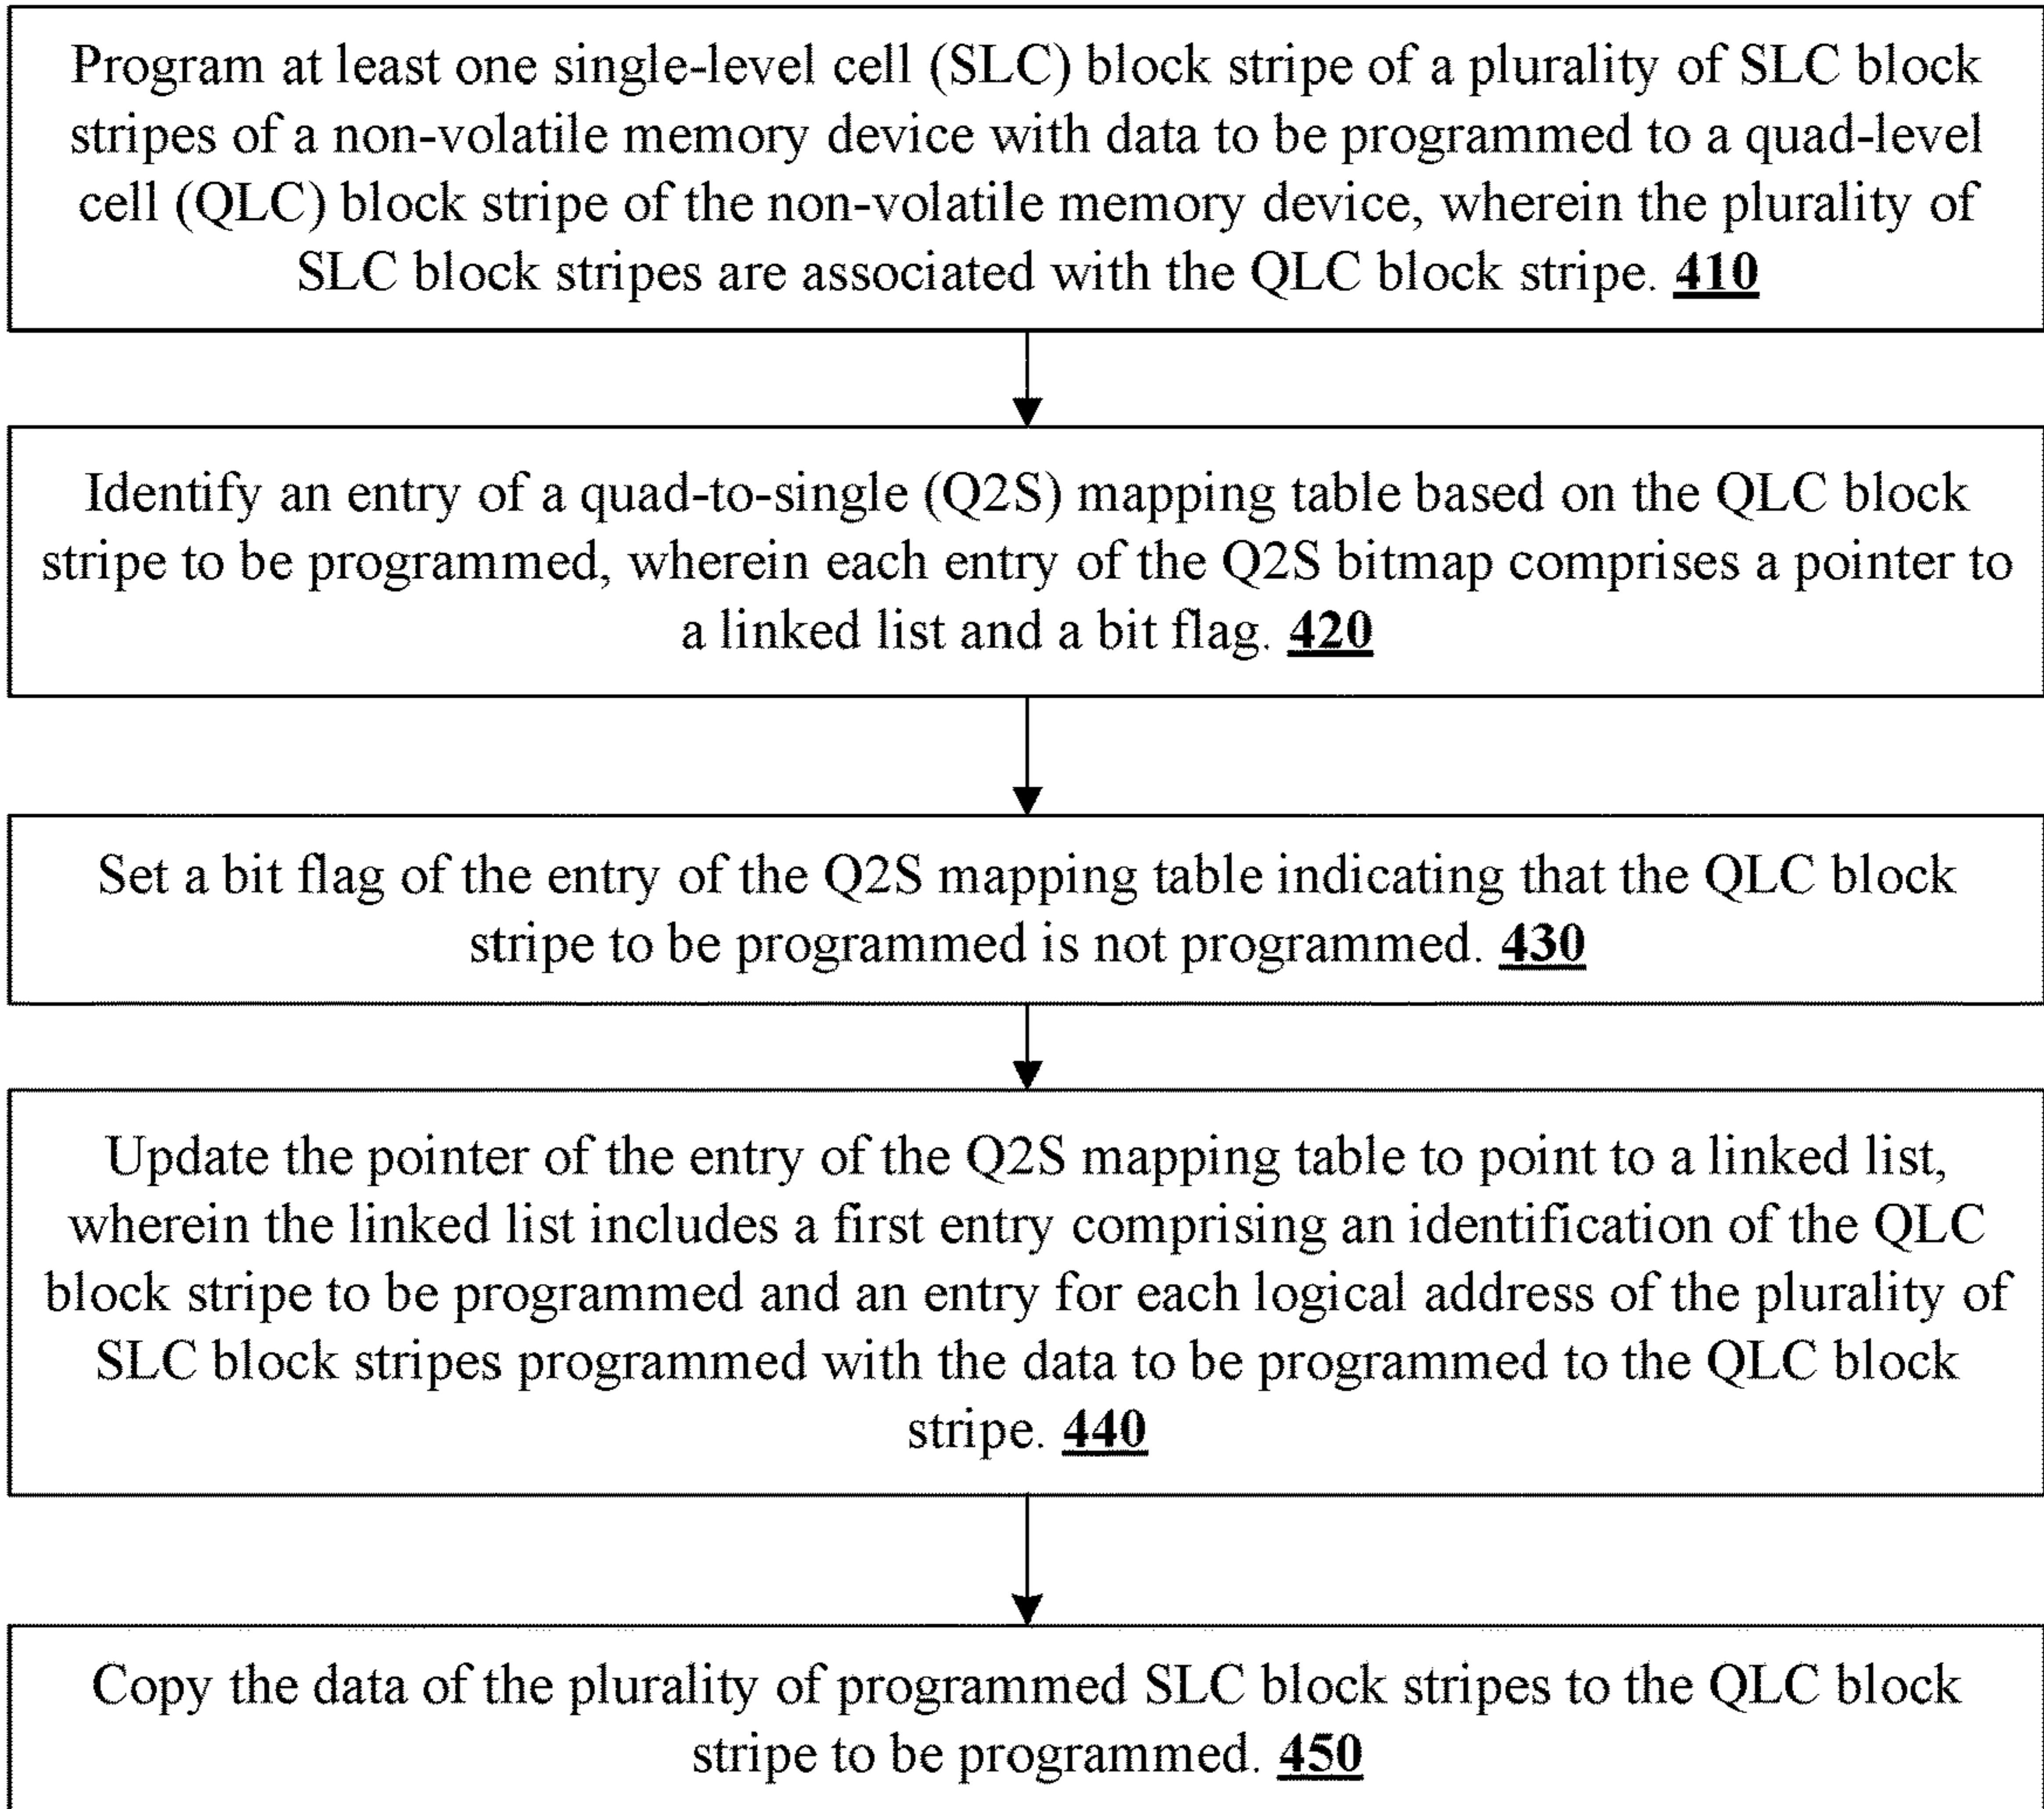 Program at least one single-level cell (SLC) block stripe of a plurality of SLC block
stripes of a non-volatile memory device with data to be programmed to a quad-level
cell (QLC) block stripe of the non-volatile memory device, wherein the plurality of
SLC block stripes are associated with the QLC block stripe. 410
Identify an entry of a quad-to-single (Q2S) mapping table based on the QLC block
stripe to be programmed, wherein each entry of the Q2S bitmap comprises a pointer to
a linked list and a bit flag. 420
Set a bit flag of the entry of the Q2S mapping table indicating that the QLC block
stripe to be programmed is not programmed. 430
Update the pointer of the entry of the Q2S mapping table to point to a linked list,
wherein the linked list includes a first entry comprising an identification of the QLC
block stripe to be programmed and an entry for each logical address of the plurality of
SLC block stripes programmed with the data to be programmed to the QLC block
stripe. 440
Copy the data of the plurality of programmed SLC block stripes to the QLC block
stripe to be programmed. 450